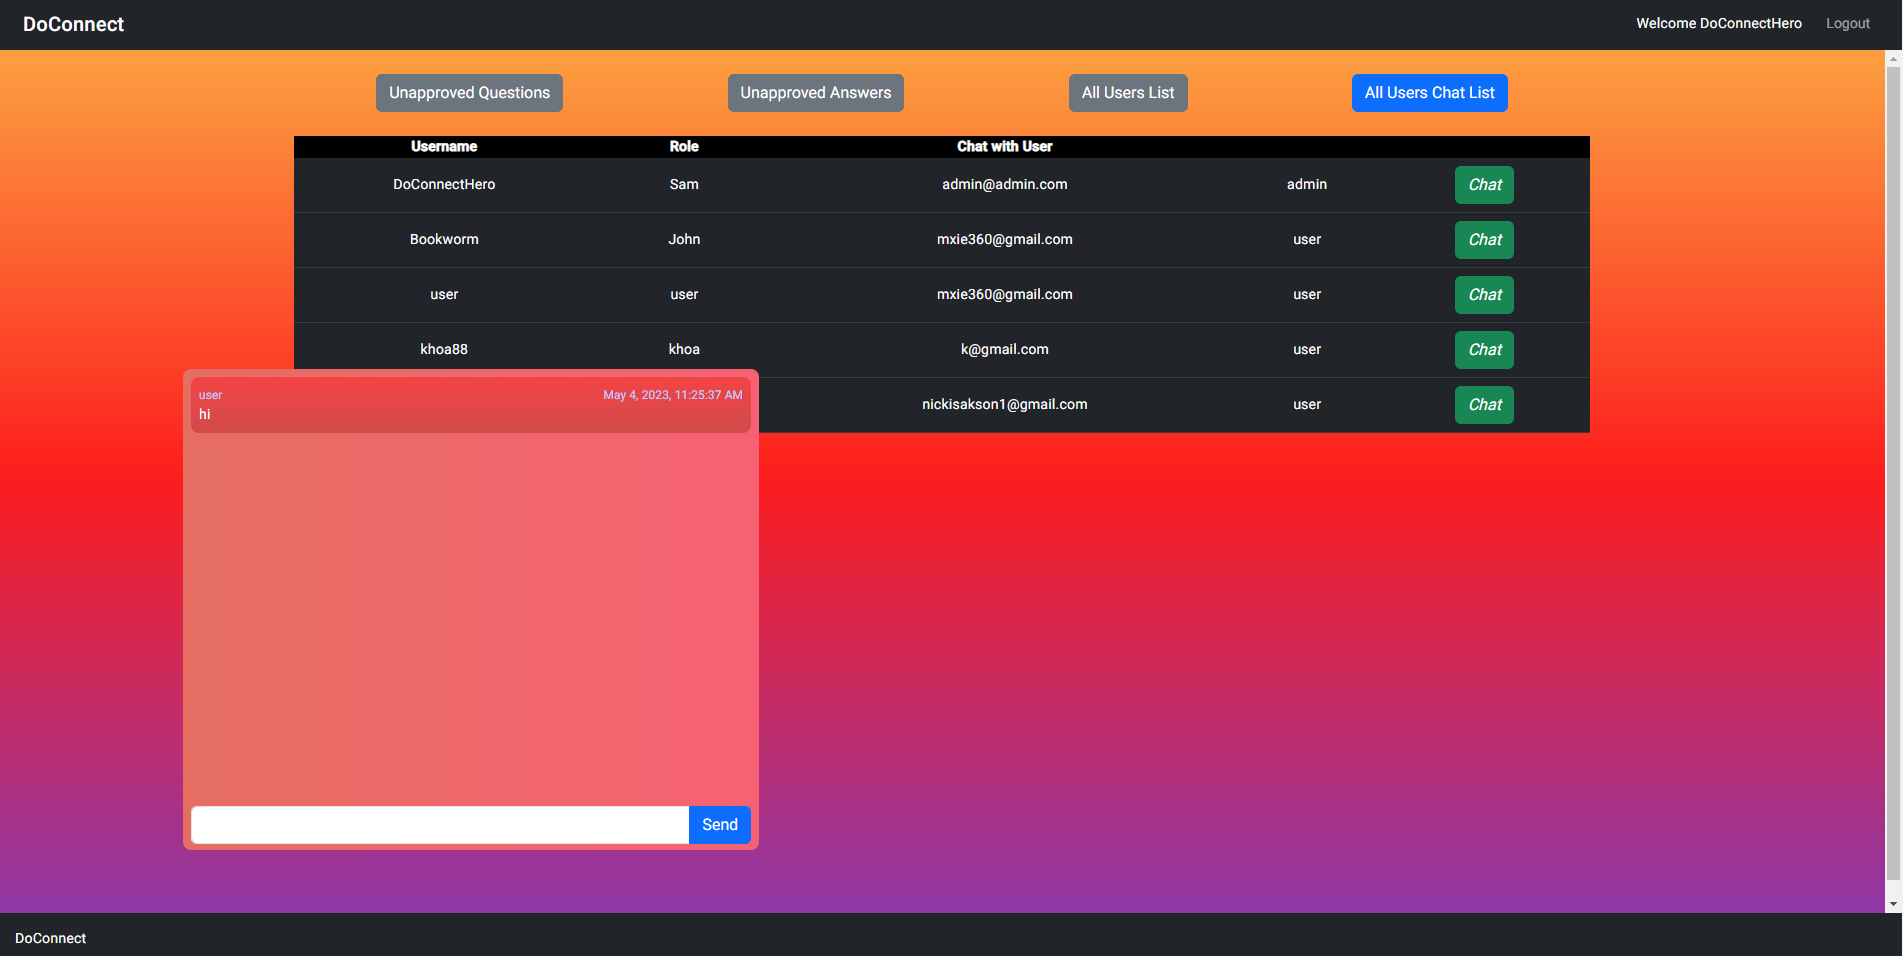 DoConnect
Welcome DoConnectHero Logout
Unapproved Questions Unapproved Answers All Users List All Users Chat List
Username Role Chat with User
DoConnectHero Sam admin@admin.com admin Chat
Bookworm John mxie360@gmail.com user Chat
user user mxie360@gmail.com user Chat
khoa88 khoa k@gmail.com user Chat
nickisakson1@gmail.com user Chat
user May 4, 2023, 11:25:37 AM
hi
Send
DoConnect